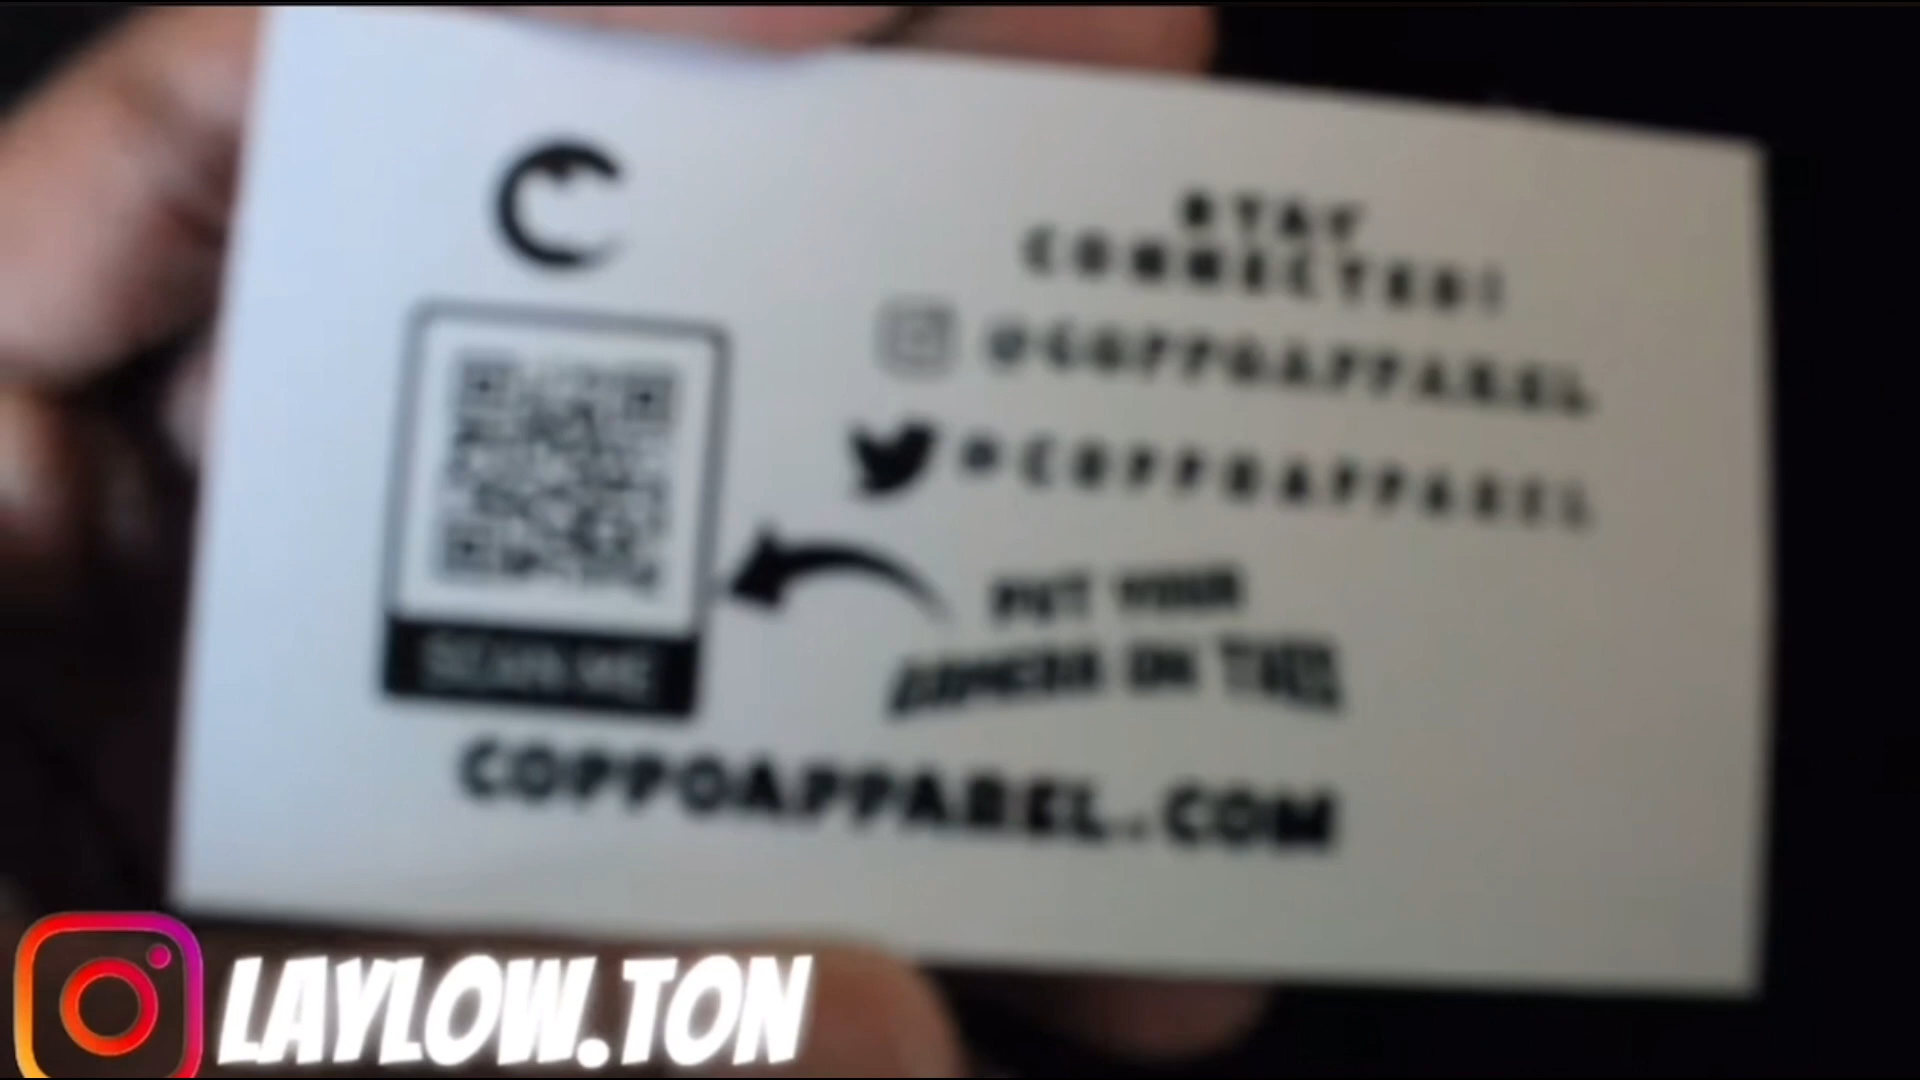 STAY
CONNECTED!
@COPPOAPPAREL
@COPPOAPPAREL
PUT YOUR
CAMERA ON THIS
SCAN ME
COPPOAPPAREL.COM
LAYLOW.TON